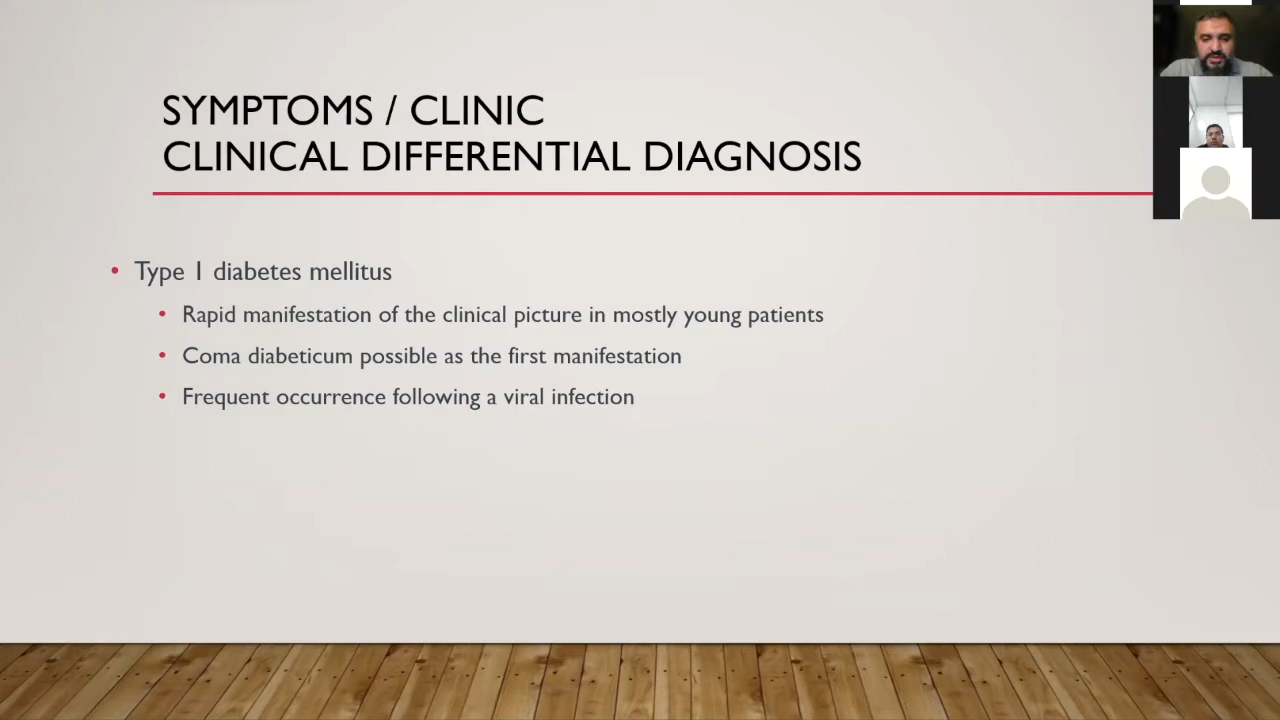 SYMPTOMS / CLINIC
CLINICAL DIFFERENTIAL DIAGNOSIS
• Type 1 diabetes mellitus
• Rapid manifestation of the clinical picture in mostly young patients
• Coma diabeticum possible as the first manifestation
• Frequent occurrence following a viral infection